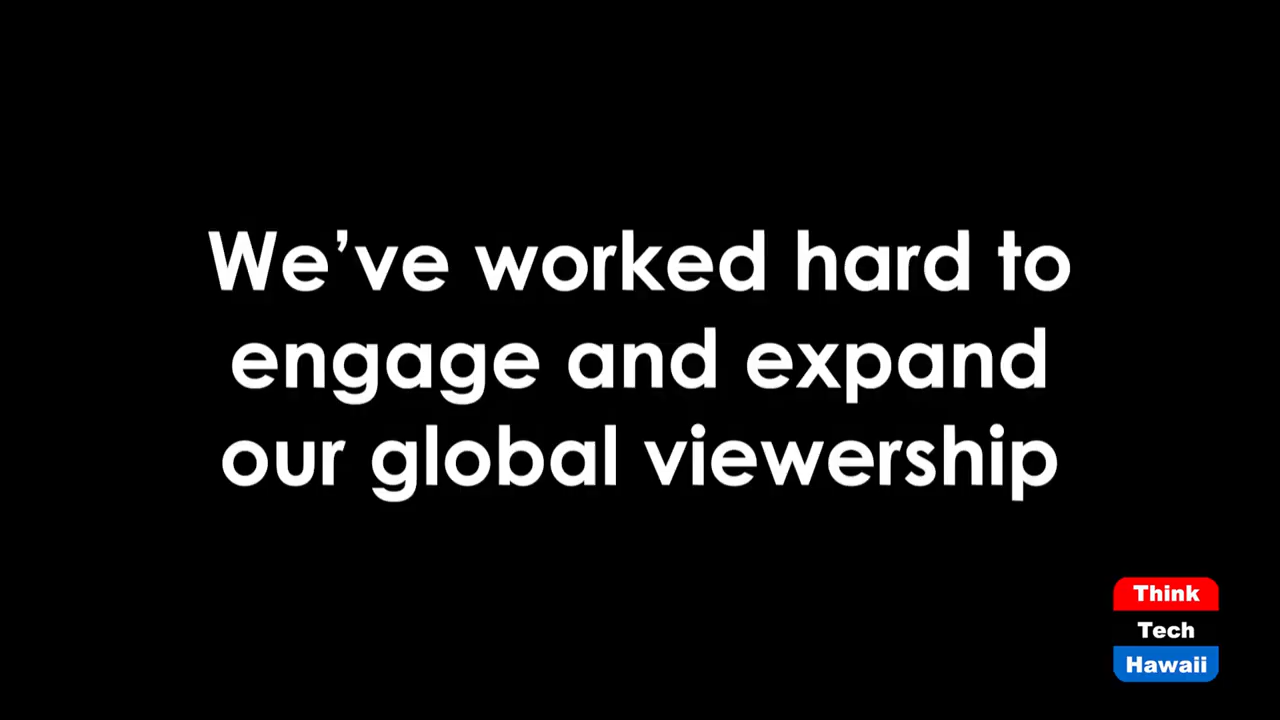 We’ve worked hard to
engage and expand
our global viewership
Think
Tech
Hawaii